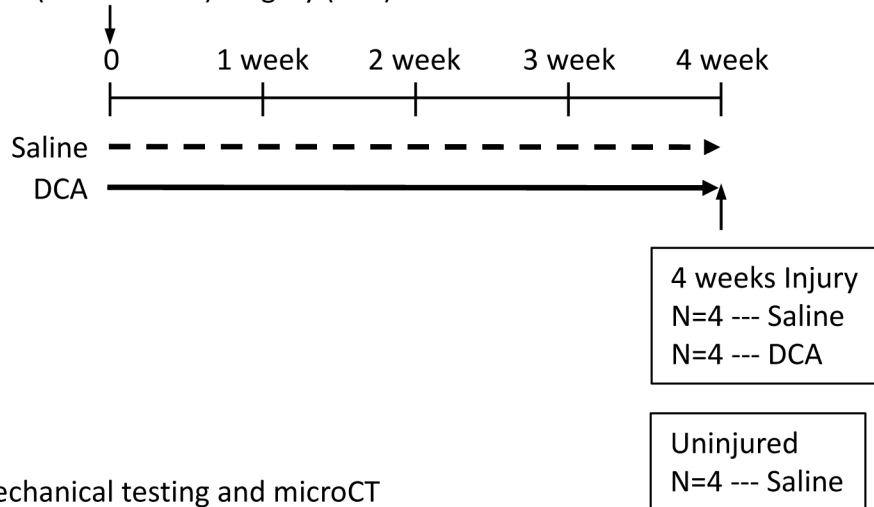 0 1 week 2 week 3 week 4 week
Saline
DCA
4 weeks Injury
N=4 --- Saline
N=4 --- DCA
Uninjured
N=4 --- Saline
testing and microCT